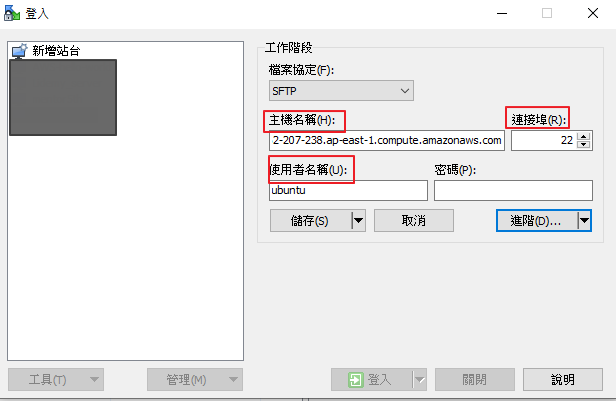 登入
新增站台
工作階段
檔案協定(F):
SFTP
主機名稱(H):
連接埠(R):
2-207-238.ap-east-1.compute.amazonaws.com
22
使用者名稱(U):
密碼(P):
ubuntu
儲存(S)
取消
進階(D)...
工具(T)
管理(M)
登入
關閉
說明